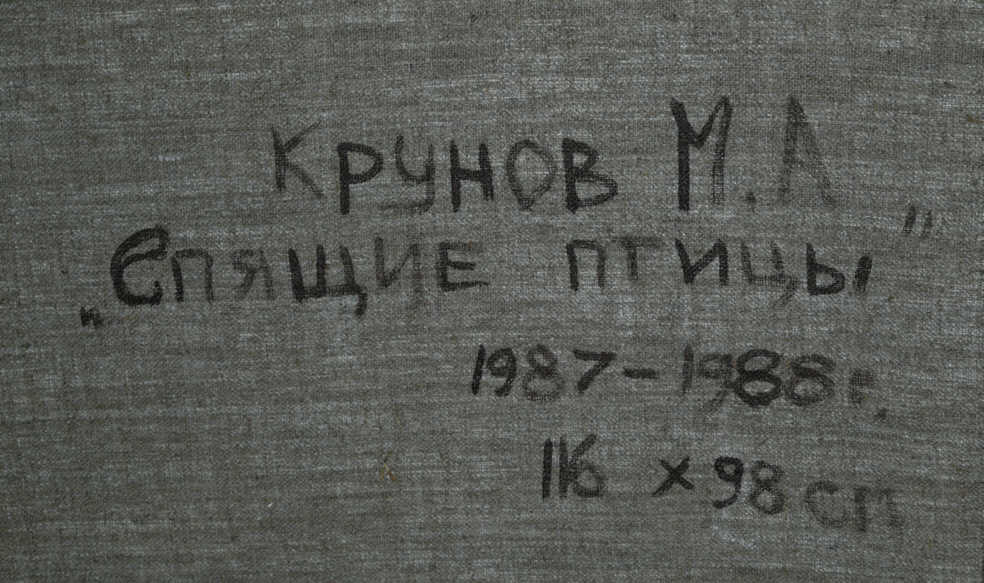 Крунов М.А
„Спящие птицы"
1987-1988г.
116 x 98 см